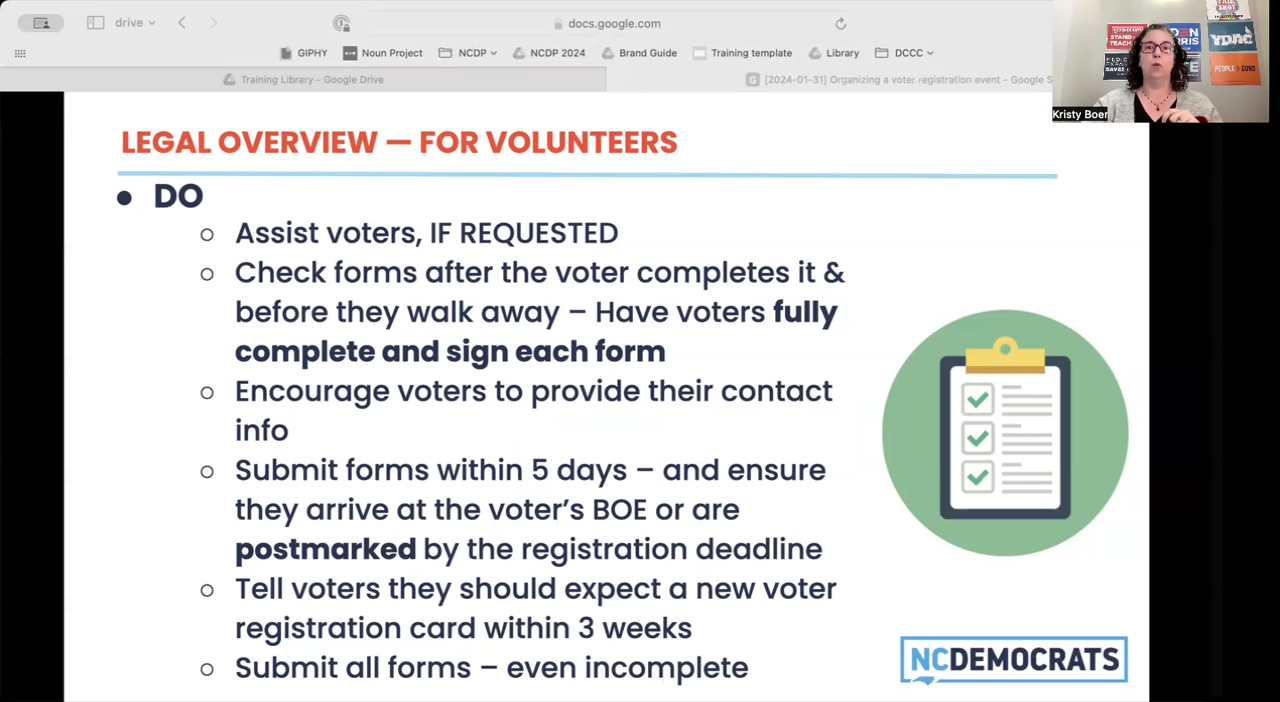 drive
docs.google.com
GIPHY
Noun Project
NCDP
NCDP 2024
Brand Guide
Training template
Library
DCCC
Training Library - Google Drive
[2024-01-31] Organizing a voter registration event - Google S
Kristy Boer
YDNC
PEOPLE > GUNS
LEGAL OVERVIEW — FOR VOLUNTEERS
DO
Assist voters, IF REQUESTED
Check forms after the voter completes it &
before they walk away – Have voters fully
complete and sign each form
Encourage voters to provide their contact
info
Submit forms within 5 days – and ensure
they arrive at the voter's BOE or are
postmarked by the registration deadline
Tell voters they should expect a new voter
registration card within 3 weeks
Submit all forms – even incomplete
NCDEMOCRATS